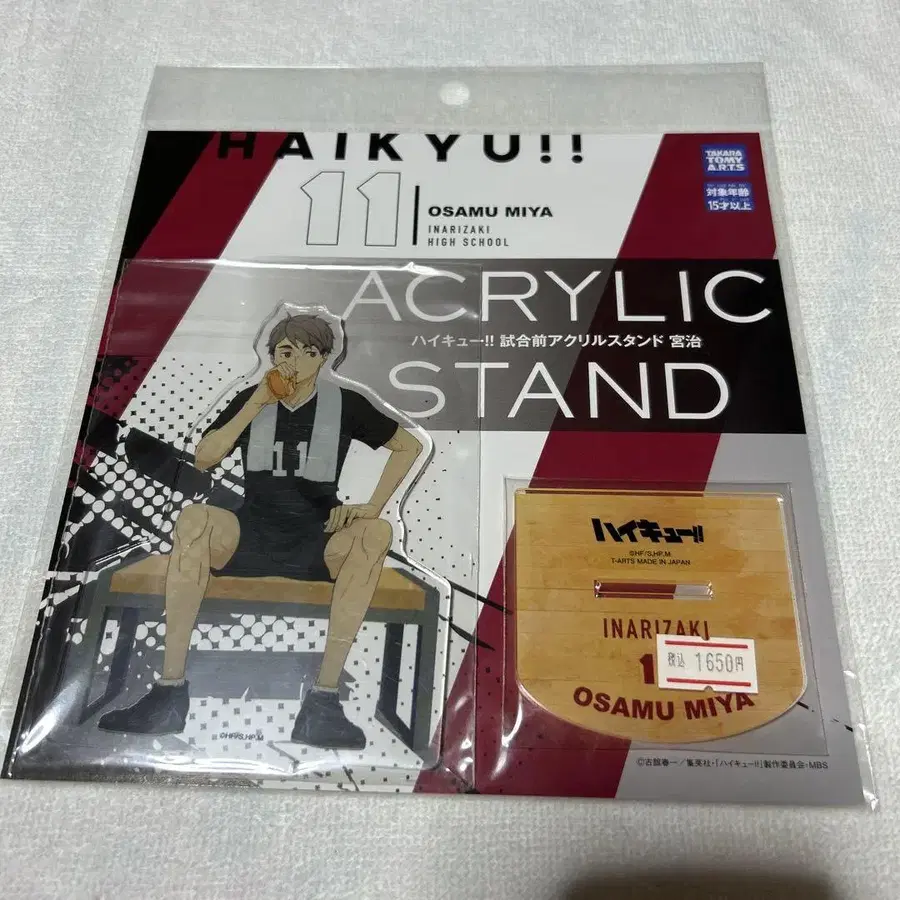 HAIKYU!!
TAKARA
TOMY
A.R.T.S
対象年齢
15才以上
11
OSAMU MIYA
INARIZAKI
HIGH SCHOOL
ACRYLIC
ハイキュー!! 試合前アクリルスタンド 宮治
STAND
11
©HF/S,HP,M
ハイキュー!!
©HF/S,HP,M
T-ARTS MADE IN JAPAN
INARIZAKI
税込 1650円
1
OSAMU MIYA
©古舘春一／集英社・「ハイキュー!!」製作委員会・MBS